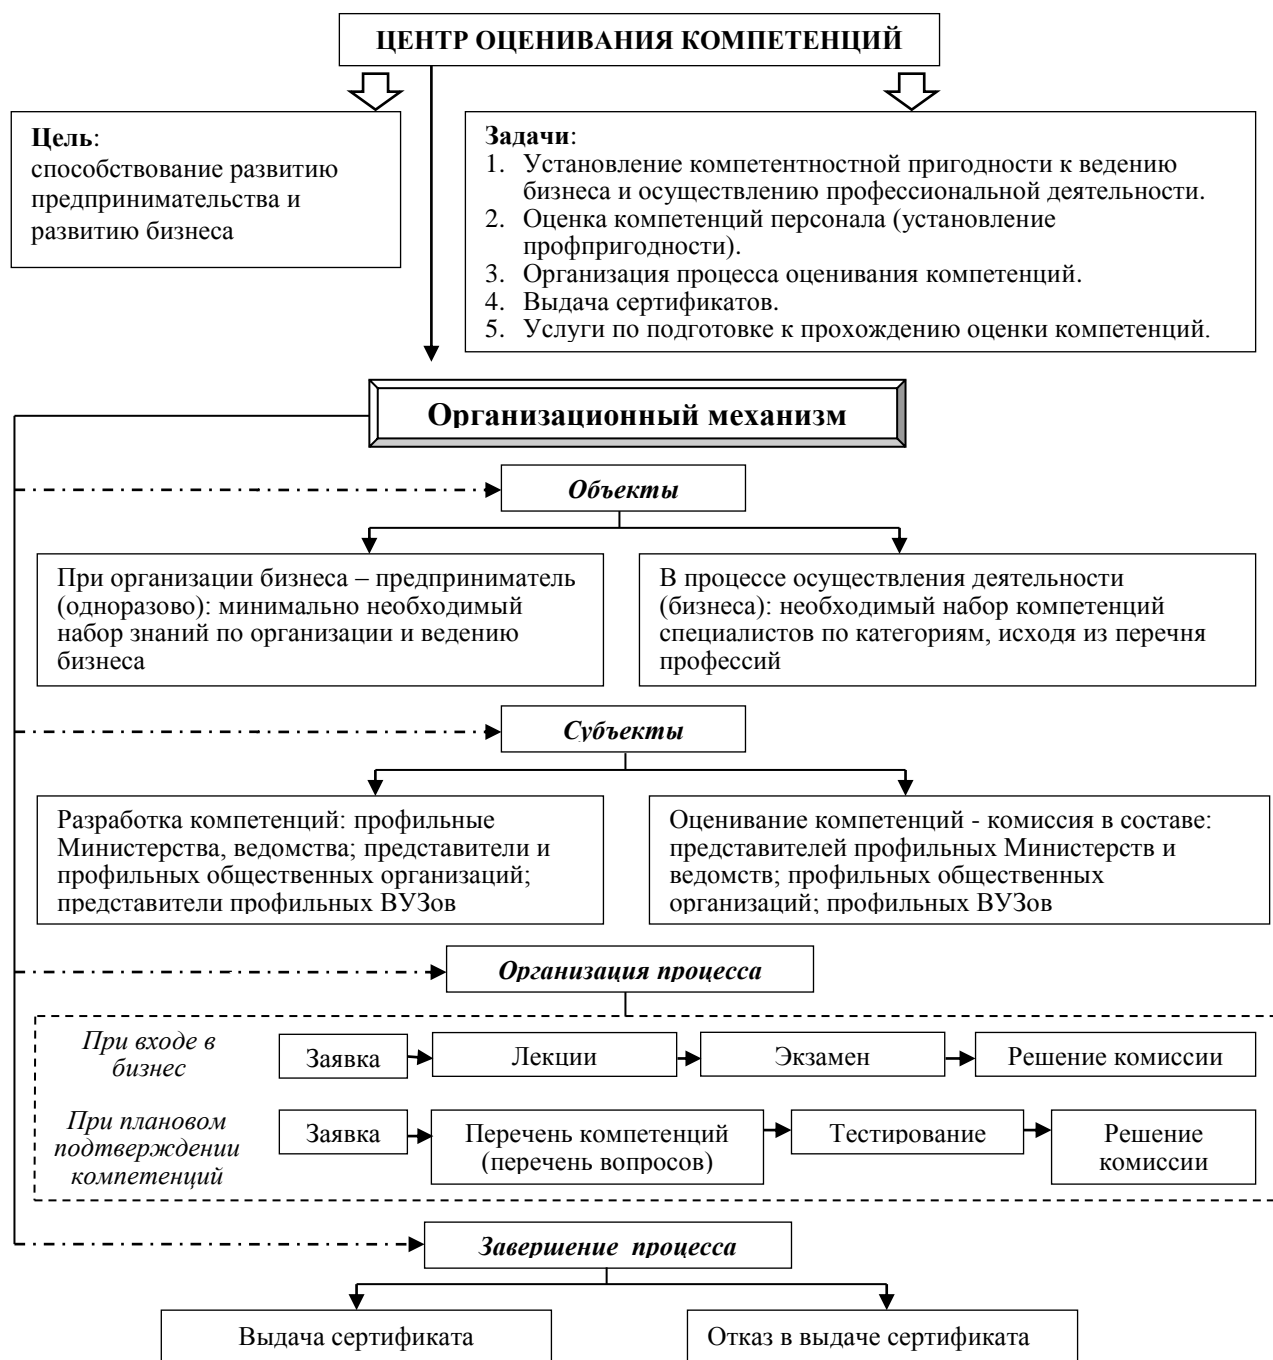 ЦЕНТР ОЦЕНИВАНИЯ КОМПЕТЕНЦИЙ
Цель:
способствование развитию
предпринимательства и
развитию бизнеса
Задачи:
1. Установление компетентностной пригодности к ведению
бизнеса и осуществлению профессиональной деятельности.
2. Оценка компетенций персонала (установление
профпригодности).
3. Организация процесса оценивания компетенций.
4. Выдача сертификатов.
5. Услуги по подготовке к прохождению оценки компетенций.
Организационный механизм
Объекты
При организации бизнеса – предприниматель
(одноразово): минимально необходимый
набор знаний по организации и ведению
бизнеса
В процессе осуществления деятельности
(бизнеса): необходимый набор компетенций
специалистов по категориям, исходя из перечня
профессий
Субъекты
Разработка компетенций: профильные
Министерства, ведомства; представители и
профильных общественных организаций;
представители профильных ВУЗов
Оценивание компетенций - комиссия в составе:
представителей профильных Министерств и
ведомств; профильных общественных
организаций; профильных ВУЗов
Организация процесса
При входе в
бизнес
Заявка
Лекции
Экзамен
Решение комиссии
При плановом
подтверждении
компетенций
Заявка
Перечень компетенций
(перечень вопросов)
Тестирование
Решение
комиссии
Завершение процесса
Выдача сертификата
Отказ в выдаче сертификата